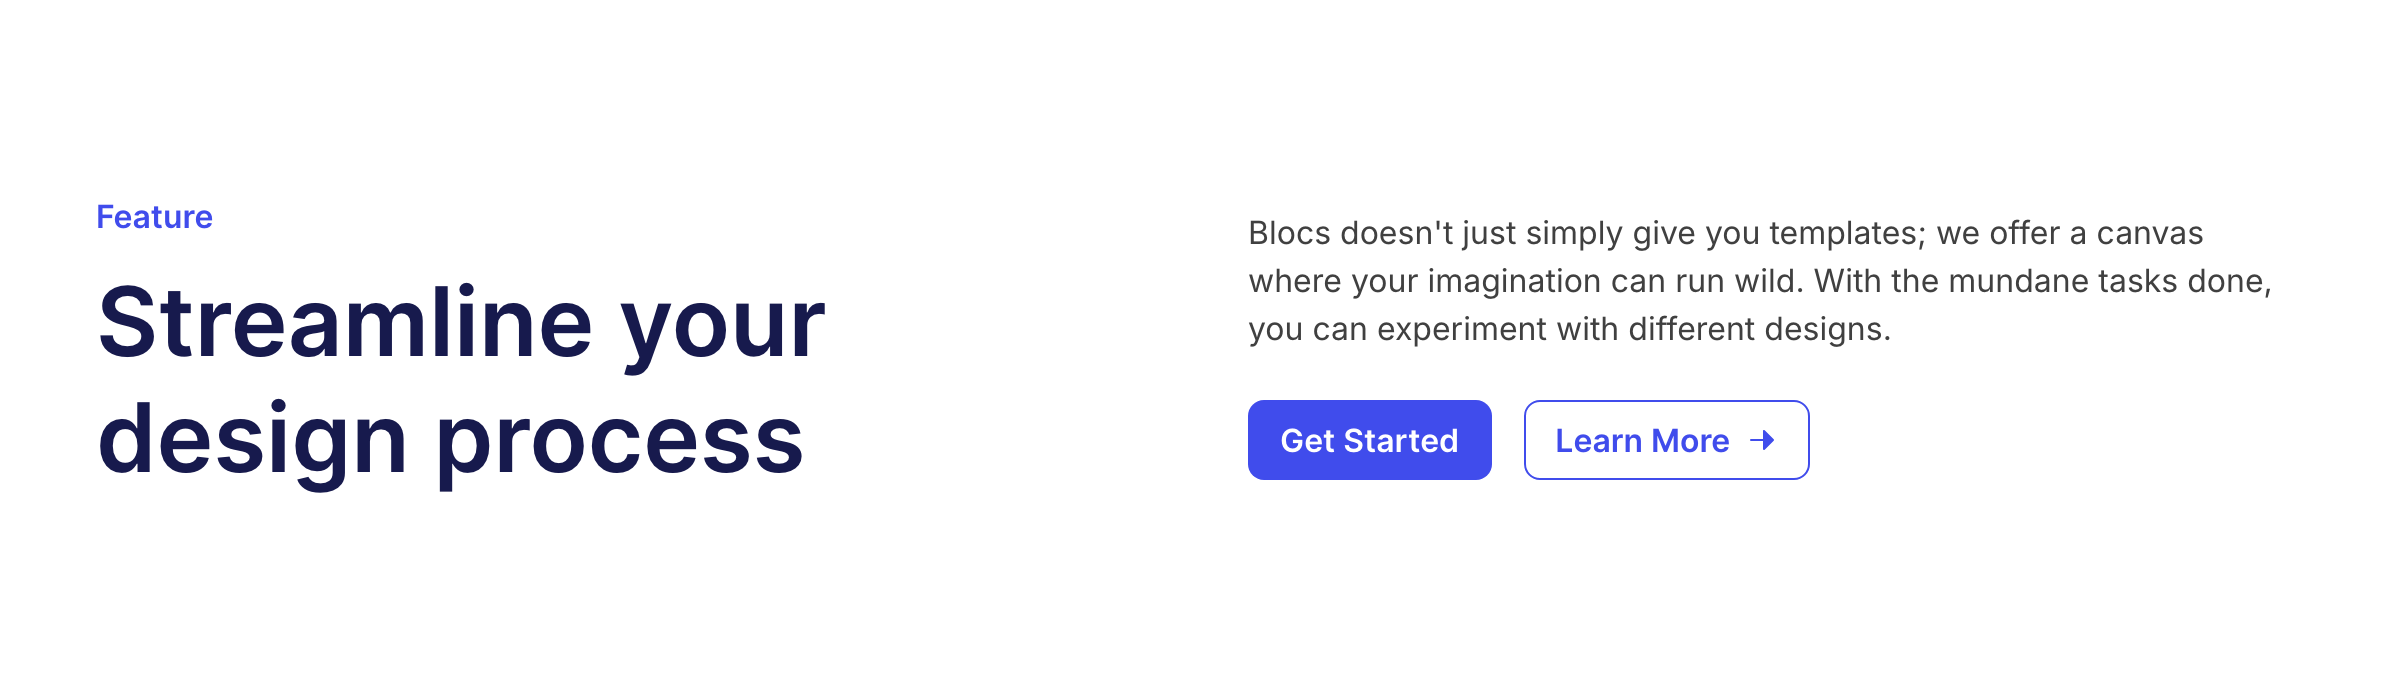 Feature
Streamline your
design process
Blocs doesn't just simply give you templates; we offer a canvas
where your imagination can run wild. With the mundane tasks done,
you can experiment with different designs.
Get Started
Learn More